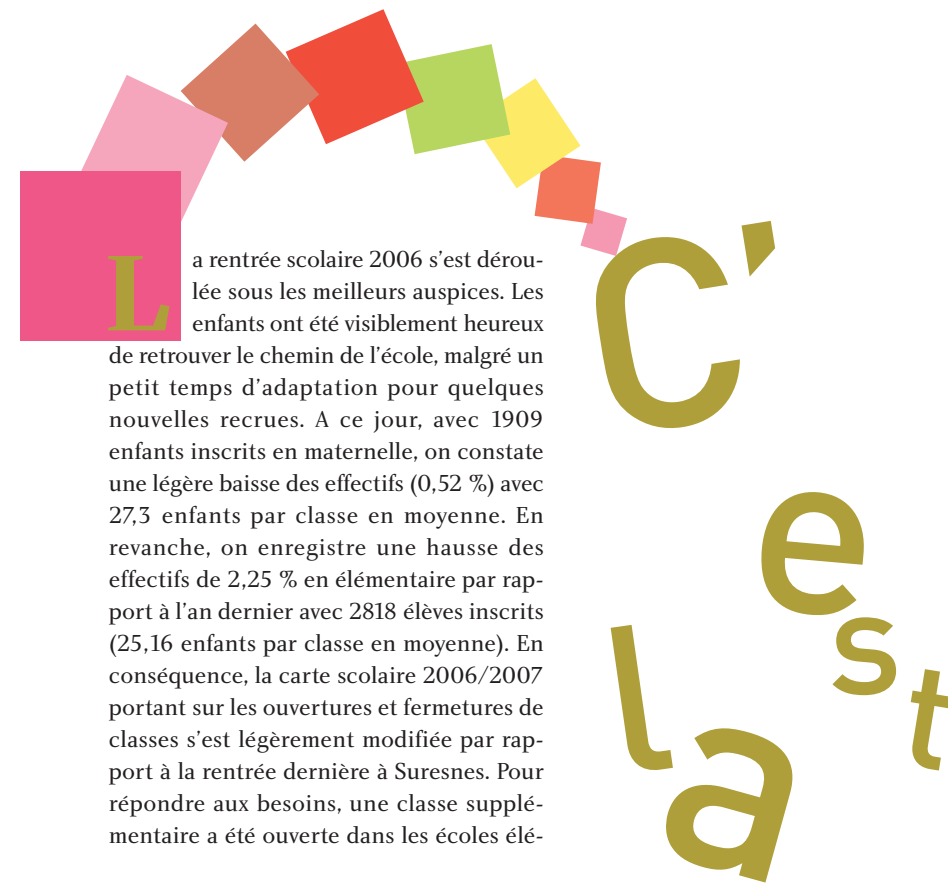 La rentrée scolaire 2006 s’est dérou-
lée sous les meilleurs auspices. Les
enfants ont été visiblement heureux
de retrouver le chemin de l’école, malgré un
petit temps d’adaptation pour quelques
nouvelles recrues. A ce jour, avec 1909
enfants inscrits en maternelle, on constate
une légère baisse des effectifs (0,52 %) avec
27,3 enfants par classe en moyenne. En
revanche, on enregistre une hausse des
effectifs de 2,25 % en élémentaire par rap-
port à l’an dernier avec 2818 élèves inscrits
(25,16 enfants par classe en moyenne). En
conséquence, la carte scolaire 2006/2007
portant sur les ouvertures et fermetures de
classes s’est légèrement modifiée par rap-
port à la rentrée dernière à Suresnes. Pour
répondre aux besoins, une classe supplé-
mentaire a été ouverte dans les écoles élé-
C’
est
la